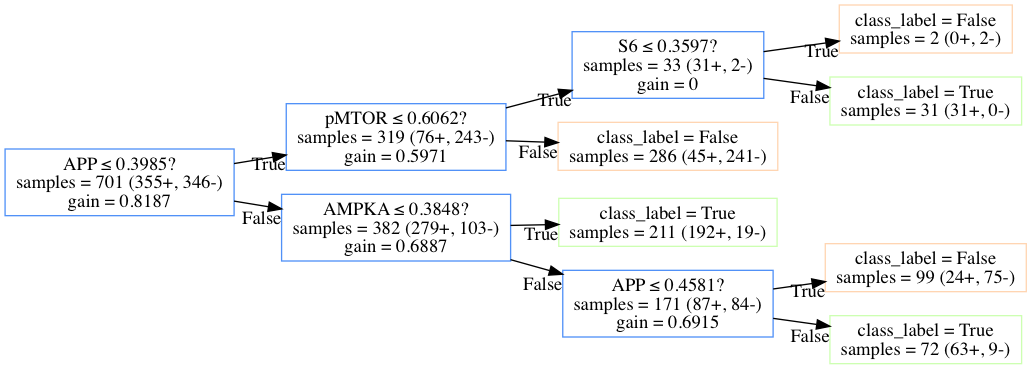 APP ≤ 0.3985?
samples = 701 (355+, 346-)
gain = 0.8187
True
False
pMTOR ≤ 0.6062?
samples = 319 (76+, 243-)
gain = 0.5971
True
False
S6 ≤ 0.3597?
samples = 33 (31+, 2-)
gain = 0
True
False
class_label = False
samples = 2 (0+, 2-)
class_label = True
samples = 31 (31+, 0-)
class_label = False
samples = 286 (45+, 241-)
AMPKA ≤ 0.3848?
samples = 382 (279+, 103-)
gain = 0.6887
True
False
class_label = True
samples = 211 (192+, 19-)
APP ≤ 0.4581?
samples = 171 (87+, 84-)
gain = 0.6915
True
False
class_label = False
samples = 99 (24+, 75-)
class_label = True
samples = 72 (63+, 9-)